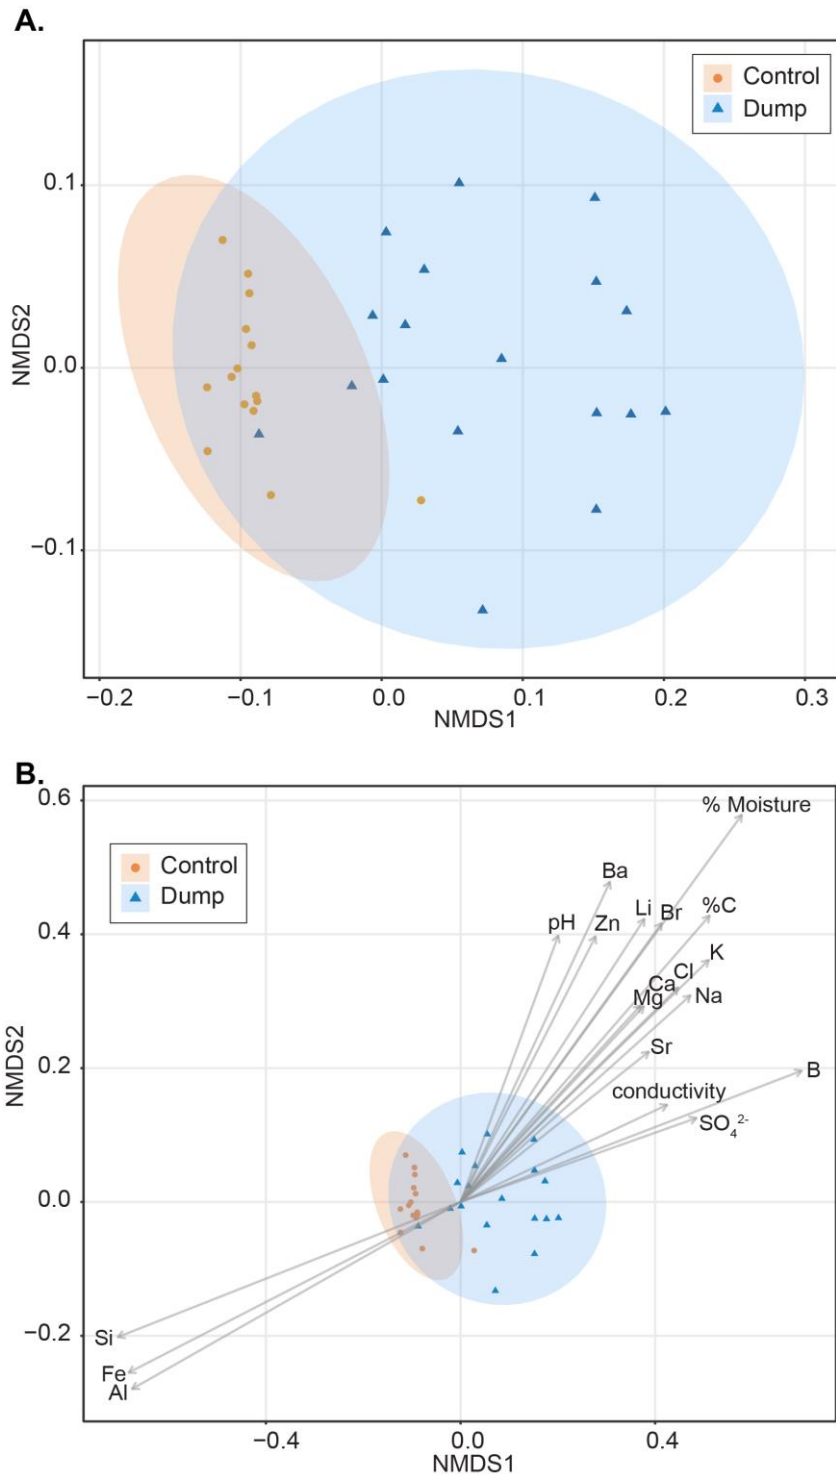 A.
Control
Dump
0.1
0.0
−0.1
NMDS2
−0.2 −0.1 0.0 0.1 0.2 0.3
NMDS1
B.
0.6
0.4
0.2
0.0
−0.2
NMDS2
Control
Dump
% Moisture
Ba
pH
Zn
Li
Br
%C
K
Cl
Ca
Mg
Na
Sr
B
conductivity
SO₄²⁻
Si
Fe
Al
−0.4 0.0 0.4
NMDS1